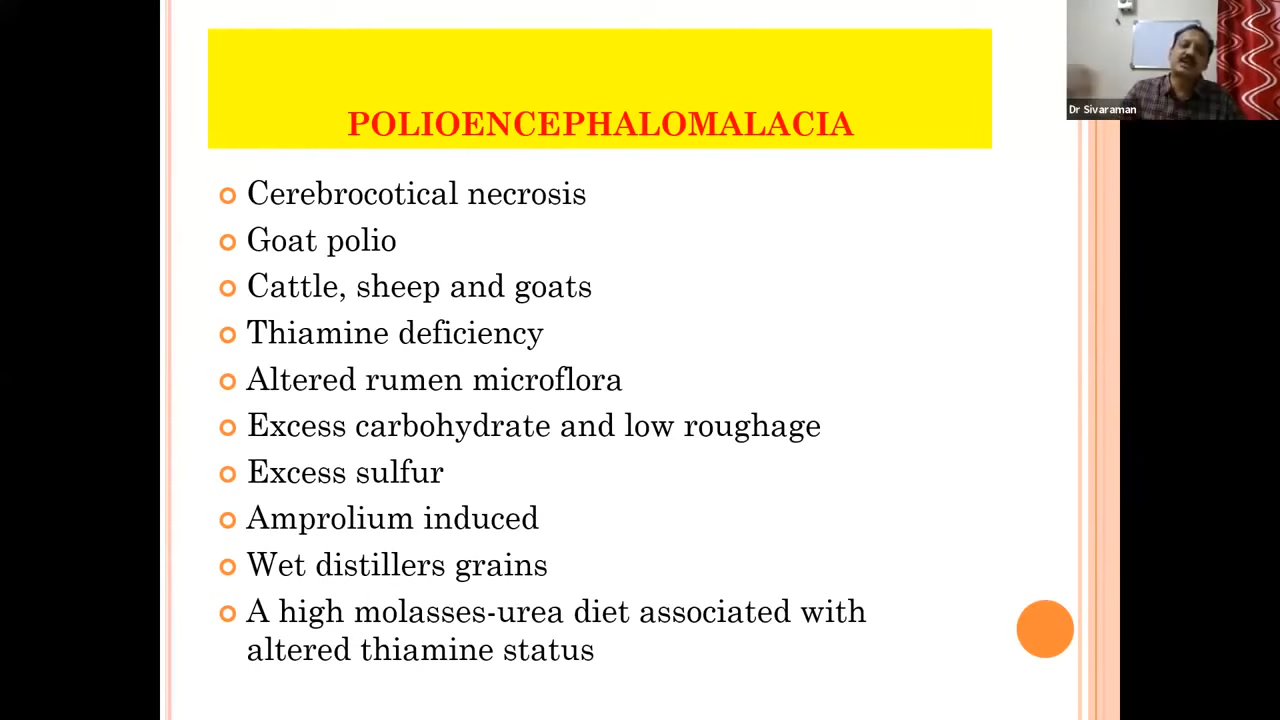 POLIOENCEPHALOMALACIA
Dr Sivaraman
Cerebrocotical necrosis
Goat polio
Cattle, sheep and goats
Thiamine deficiency
Altered rumen microflora
Excess carbohydrate and low roughage
Excess sulfur
Amprolium induced
Wet distillers grains
A high molasses-urea diet associated with
altered thiamine status